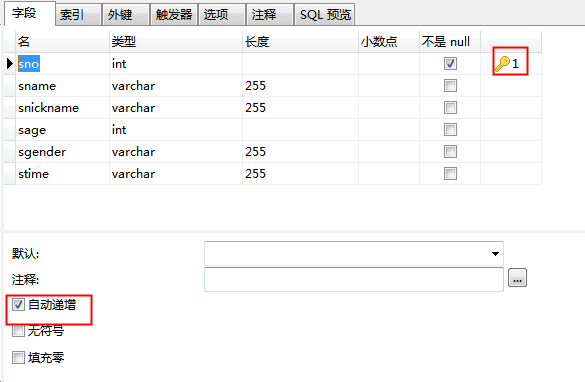 字段 索引 外键 触发器 选项 注释 SQL 预览
名 类型 长度 小数点 不是 null
sno int 1
sname varchar 255
snickname varchar 255
sage int
sgender varchar 255
stime varchar 255
默认:
注释: ...
自动递增
无符号
填充零